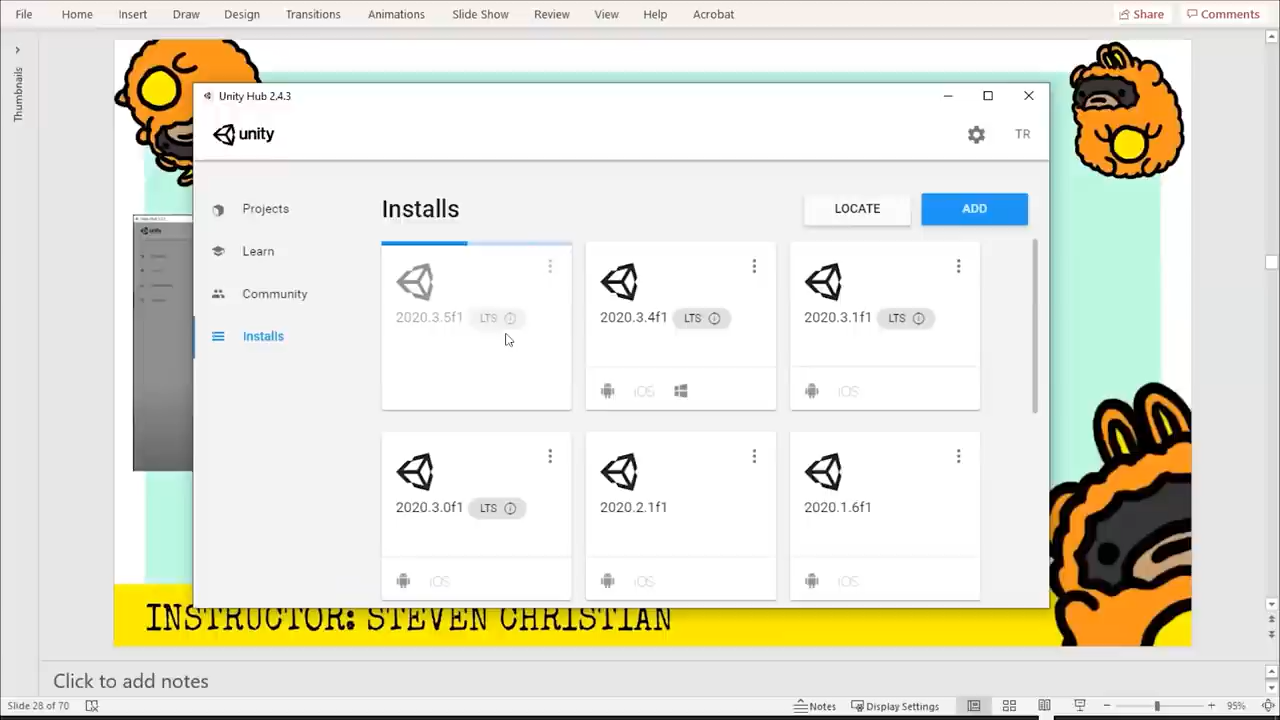 File Home Insert Draw Design Transitions Animations Slide Show Review View Help Acrobat Share Comments
Thumbnails
Unity Hub 2.4.3
unity
TR
Projects
Learn
Community
Installs
Installs
LOCATE
ADD
2020.3.5f1 LTS
2020.3.4f1 LTS
iOS
2020.3.1f1 LTS
iOS
2020.3.0f1 LTS
iOS
2020.2.1f1
iOS
2020.1.6f1
iOS
INSTRUCTOR: STEVEN CHRISTIAN
Click to add notes
Slide 28 of 70
Notes
Display Settings
95%